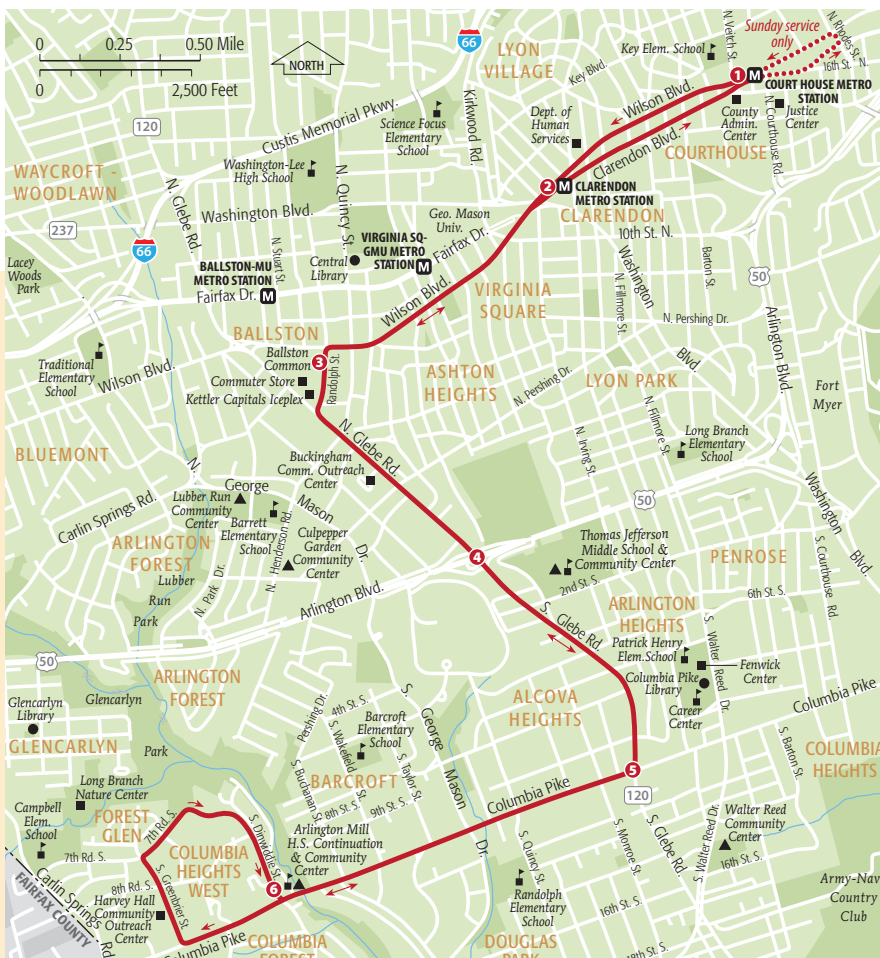 0
0.25
0.50 Mile
0
2,500 Feet
NORTH
66
LYON
VILLAGE
Key Elem. School
N. Veitch St.
Sunday service
only
N. Rhodes St.
16th St. N.
Key Blvd.
1
M
COURT HOUSE METRO
STATION
Wilson Blvd.
County
Admin.
Center
N. Courthouse Rd.
Justice
Center
Kirkwood Rd.
Custis Memorial Pkwy.
120
Science Focus
Elementary
School
Dept. of
Human
Services
Clarendon Blvd.
COURTHOUSE
WAYCROFT -
WOODLAWN
Washington-Lee
High School
N. Glebe Rd.
N. Quincy St.
2
M
CLARENDON
METRO STATION
CLARENDON
Washington Blvd.
Geo. Mason
Univ.
237
66
10th St. N.
Lacey
Woods
Park
N. Stuart St.
VIRGINIA SQ-
GMU METRO
STATION
M
Fairfax Dr.
Central
Library
BALLSTON-MU
METRO STATION
Fairfax Dr.
M
Washington
Barton St.
50
N. Fillmore St.
VIRGINIA
SQUARE
Wilson Blvd.
N. Pershing Dr.
Arlington Blvd.
BALLSTON
Traditional
Elementary
School
Wilson Blvd.
Ballston
Common
3
Randolph St.
Commuter Store
Kettler Capitals Iceplex
ASHTON
HEIGHTS
N. Pershing Dr.
LYON PARK
Blvd.
Fort
Myer
N. Fillmore St.
N. Glebe Rd.
N. Irving St.
Long Branch
Elementary
School
BLUEMONT
Buckingham
Comm. Outreach
Center
N.
George
Mason
Dr.
Carlin Springs Rd.
Lubber Run
Community
Center
Barrett
Elementary
School
N. Henderson Rd.
Culpepper
Garden
Community
Center
50
Washington
Blvd.
ARLINGTON
FOREST
Lubber
Run
Park
N. Park Dr.
Arlington Blvd.
4
Thomas Jefferson
Middle School &
Community Center
2nd St. S.
PENROSE
S. Courthouse Rd.
6th St. S.
ARLINGTON
HEIGHTS
S. Glebe Rd.
Patrick Henry
Elem.School
S. Walter Reed Dr.
Fenwick
Center
50
ARLINGTON
FOREST
Columbia Pike
Library
Career
Center
Columbia Pike
Glencarlyn
Library
Glencarlyn
Park
GLENCARLYN
Pershing Dr.
4th St. S.
S. Wakefield St.
Barcroft
Elementary
School
S.
George
Mason
Dr.
ALCOVA
HEIGHTS
S. Barton St.
COLUMBIA
HEIGHTS
S. Buchanan St.
BARCROFT
S. Taylor St.
8th St. S.
9th St. S.
Columbia Pike
5
120
Long Branch
Nature Center
Campbell
Elem.
School
FOREST
GLEN
7th Rd. S.
7th Rd. S.
S. Dinwiddie St.
Arlington Mill
H.S. Continuation
& Community
Center
COLUMBIA
HEIGHTS
WEST
S. Greenbrier St.
6
S. Quincy St.
S. Monroe St.
S. Glebe Rd.
S. Walter Reed Dr.
Walter Reed
Community
Center
16th St. S.
Carlin Springs Rd.
FAIRFAX COUNTY
8th Rd. S.
Harvey Hall
Community
Outreach
Center
Columbia Pike
COLUMBIA
FOREST
Randolph
Elementary
School
16th St. S.
DOUGLAS
PARK
18th St. S.
Army-Navy
Country
Club